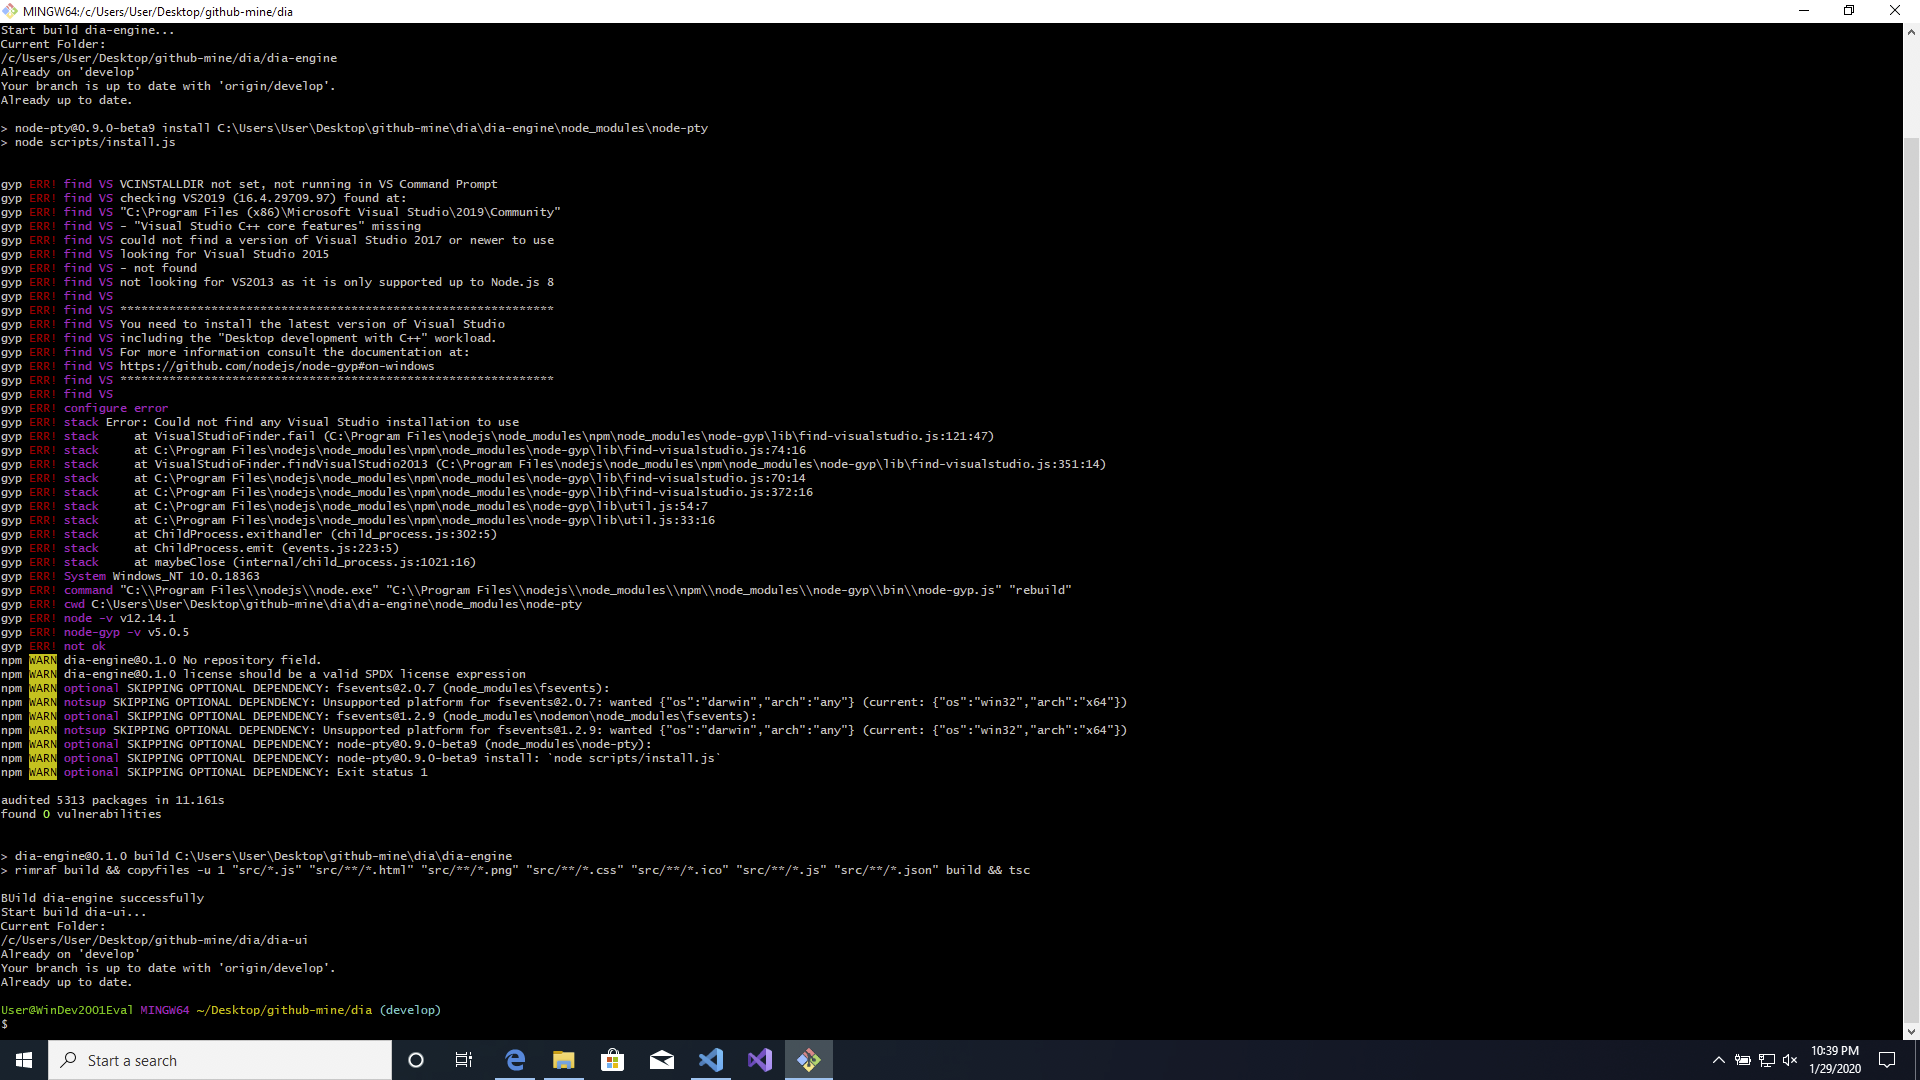 MINGW64:/c/Users/User/Desktop/github-mine/dia
Start build dia-engine...
Current Folder:
/c/Users/User/Desktop/github-mine/dia/dia-engine
Already on 'develop'
Your branch is up to date with 'origin/develop'.
Already up to date.
> node-pty@0.9.0-beta9 install C:\Users\User\Desktop\github-mine\dia\dia-engine\node_modules\node-pty
> node scripts/install.js
gyp ERR! find VS VCINSTALLDIR not set, not running in VS Command Prompt
gyp ERR! find VS checking VS2019 (16.4.29709.97) found at:
gyp ERR! find VS "C:\Program Files (x86)\Microsoft Visual Studio\2019\Community"
gyp ERR! find VS - "Visual Studio C++ core features" missing
gyp ERR! find VS could not find a version of Visual Studio 2017 or newer to use
gyp ERR! find VS looking for Visual Studio 2015
gyp ERR! find VS - not found
gyp ERR! find VS not looking for VS2013 as it is only supported up to Node.js 8
gyp ERR! find VS
gyp ERR! find VS **************************************************************
gyp ERR! find VS You need to install the latest version of Visual Studio
gyp ERR! find VS including the "Desktop development with C++" workload.
gyp ERR! find VS For more information consult the documentation at:
gyp ERR! find VS https://github.com/nodejs/node-gyp#on-windows
gyp ERR! find VS **************************************************************
gyp ERR! find VS
gyp ERR! configure error
gyp ERR! stack Error: Could not find any Visual Studio installation to use
gyp ERR! stack     at VisualStudioFinder.fail (C:\Program Files\nodejs\node_modules\npm\node_modules\node-gyp\lib\find-visualstudio.js:121:47)
gyp ERR! stack     at C:\Program Files\nodejs\node_modules\npm\node_modules\node-gyp\lib\find-visualstudio.js:74:16
gyp ERR! stack     at VisualStudioFinder.findVisualStudio2013 (C:\Program Files\nodejs\node_modules\npm\node_modules\node-gyp\lib\find-visualstudio.js:351:14)
gyp ERR! stack     at C:\Program Files\nodejs\node_modules\npm\node_modules\node-gyp\lib\find-visualstudio.js:70:14
gyp ERR! stack     at C:\Program Files\nodejs\node_modules\npm\node_modules\node-gyp\lib\find-visualstudio.js:372:16
gyp ERR! stack     at C:\Program Files\nodejs\node_modules\npm\node_modules\node-gyp\lib\util.js:54:7
gyp ERR! stack     at C:\Program Files\nodejs\node_modules\npm\node_modules\node-gyp\lib\util.js:33:16
gyp ERR! stack     at ChildProcess.exithandler (child_process.js:302:5)
gyp ERR! stack     at ChildProcess.emit (events.js:223:5)
gyp ERR! stack     at maybeClose (internal/child_process.js:1021:16)
gyp ERR! System Windows_NT 10.0.18363
gyp ERR! command "C:\\Program Files\\nodejs\\node.exe" "C:\\Program Files\\nodejs\\node_modules\\npm\\node_modules\\node-gyp\\bin\\node-gyp.js" "rebuild"
gyp ERR! cwd C:\Users\User\Desktop\github-mine\dia\dia-engine\node_modules\node-pty
gyp ERR! node -v v12.14.1
gyp ERR! node-gyp -v v5.0.5
gyp ERR! not ok
npm WARN dia-engine@0.1.0 No repository field.
npm WARN dia-engine@0.1.0 license should be a valid SPDX license expression
npm WARN optional SKIPPING OPTIONAL DEPENDENCY: fsevents@2.0.7 (node_modules\fsevents):
npm WARN notsup SKIPPING OPTIONAL DEPENDENCY: Unsupported platform for fsevents@2.0.7: wanted {"os":"darwin","arch":"any"} (current: {"os":"win32","arch":"x64"})
npm WARN optional SKIPPING OPTIONAL DEPENDENCY: fsevents@1.2.9 (node_modules\nodemon\node_modules\fsevents):
npm WARN notsup SKIPPING OPTIONAL DEPENDENCY: Unsupported platform for fsevents@1.2.9: wanted {"os":"darwin","arch":"any"} (current: {"os":"win32","arch":"x64"})
npm WARN optional SKIPPING OPTIONAL DEPENDENCY: node-pty@0.9.0-beta9 (node_modules\node-pty):
npm WARN optional SKIPPING OPTIONAL DEPENDENCY: node-pty@0.9.0-beta9 install: `node scripts/install.js`
npm WARN optional SKIPPING OPTIONAL DEPENDENCY: Exit status 1
audited 5313 packages in 11.161s
found 0 vulnerabilities
> dia-engine@0.1.0 build C:\Users\User\Desktop\github-mine\dia\dia-engine
> rimraf build && copyfiles -u 1 "src/*.js" "src/**/*.html" "src/**/*.png" "src/**/*.css" "src/**/*.ico" "src/**/*.js" "src/**/*.json" build && tsc
BUild dia-engine successfully
Start build dia-ui...
Current Folder:
/c/Users/User/Desktop/github-mine/dia/dia-ui
Already on 'develop'
Your branch is up to date with 'origin/develop'.
Already up to date.
User@WinDev2001Eval MINGW64 ~/Desktop/github-mine/dia (develop)
$
Start a search
10:39 PM
1/29/2020